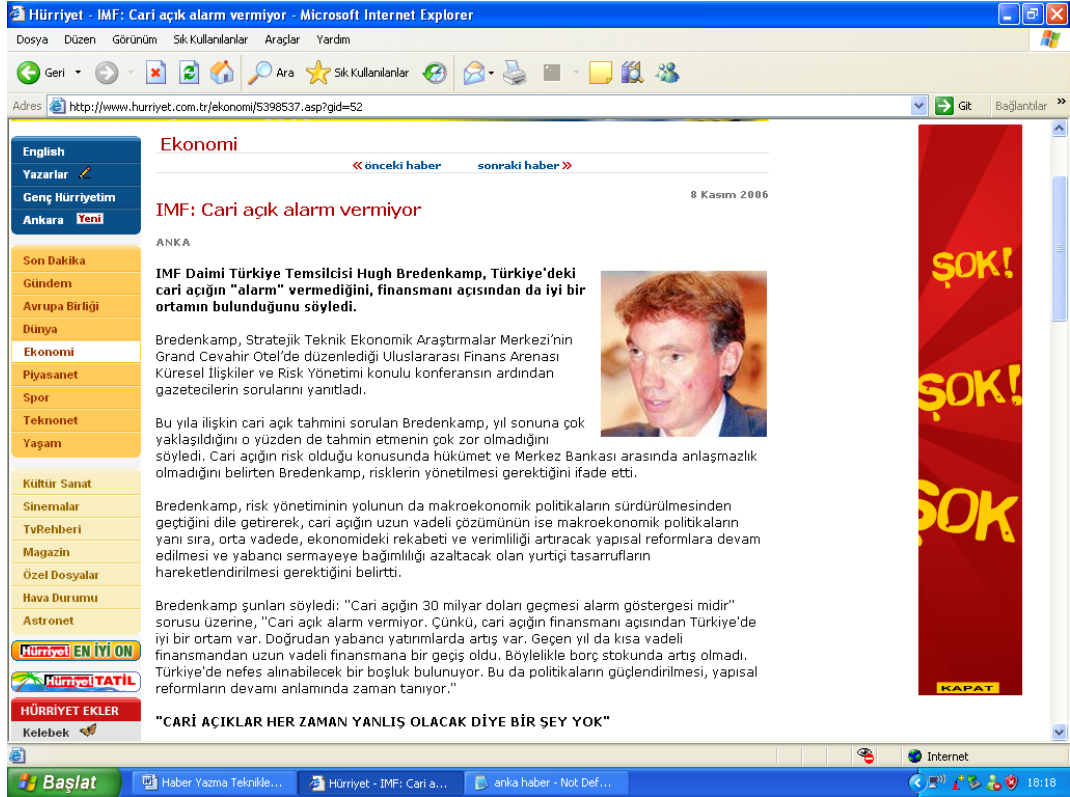 Hürriyet - IMF: Cari açık alarm vermiyor - Microsoft Internet Explorer
Dosya Düzen Görünüm Sık Kullanılanlar Araçlar Yardım
Geri Ara Sık Kullanılanlar
Adres http://www.hurriyet.com.tr/ekonomi/5398537.asp?gid=52 Git Bağlantılar »
English
Yazarlar
Genç Hürriyetim
Ankara Yeni
Son Dakika
Gündem
Avrupa Birliği
Dünya
Ekonomi
Piyasanet
Spor
Teknonet
Yaşam
Kültür Sanat
Sinemalar
TvRehberi
Magazin
Özel Dosyalar
Hava Durumu
Astronet
Hürriyet EN İYİ ON
Hürriyet TATİL
HÜRRİYET EKLER
Kelebek
Ekonomi
« önceki haber sonraki haber »
8 Kasım 2006
IMF: Cari açık alarm vermiyor
ANKA
IMF Daimi Türkiye Temsilcisi Hugh Bredenkamp, Türkiye'deki
cari açığın "alarm" vermediğini, finansmanı açısından da iyi bir
ortamın bulunduğunu söyledi.
Bredenkamp, Stratejik Teknik Ekonomik Araştırmalar Merkezi'nin
Grand Cevahir Otel'de düzenlediği Uluslararası Finans Arenası
Küresel İlişkiler ve Risk Yönetimi konulu konferansın ardından
gazetecilerin sorularını yanıtladı.
Bu yıla ilişkin cari açık tahmini sorulan Bredenkamp, yıl sonuna çok
yaklaşıldığını o yüzden de tahmin etmenin çok zor olmadığını
söyledi. Cari açığın risk olduğu konusunda hükümet ve Merkez Bankası arasında anlaşmazlık
olmadığını belirten Bredenkamp, risklerin yönetilmesi gerektiğini ifade etti.
Bredenkamp, risk yönetiminin yolunun da makroekonomik politikaların sürdürülmesinden
geçtiğini dile getirerek, cari açığın uzun vadeli çözümünün ise makroekonomik politikaların
yanı sıra, orta vadede, ekonomideki rekabeti ve verimliliği artıracak yapısal reformlara devam
edilmesi ve yabancı sermayeye bağımlılığı azaltacak olan yurtiçi tasarrufların
hareketlendirilmesi gerektiğini belirtti.
Bredenkamp şunları söyledi: "Cari açığın 30 milyar doları geçmesi alarm göstergesi midir"
sorusu üzerine, "Cari açık alarm vermiyor. Çünkü, cari açığın finansmanı açısından Türkiye'de
iyi bir ortam var. Doğrudan yabancı yatırımlarda artış var. Geçen yıl da kısa vadeli
finansmandan uzun vadeli finansmana bir geçiş oldu. Böylelikle borç stokunda artış olmadı.
Türkiye'de nefes alınabilecek bir boşluk bulunuyor. Bu da politikaların güçlendirilmesi, yapısal
reformların devamı anlamında zaman tanıyor."
"CARİ AÇIKLAR HER ZAMAN YANLIŞ OLACAK DİYE BİR ŞEY YOK"
ŞOK!
ŞOK!
ŞOK
KAPAT
Internet
Başlat Haber Yazma Teknikle... Hürriyet - IMF: Cari a... anka haber - Not Def... 18:18